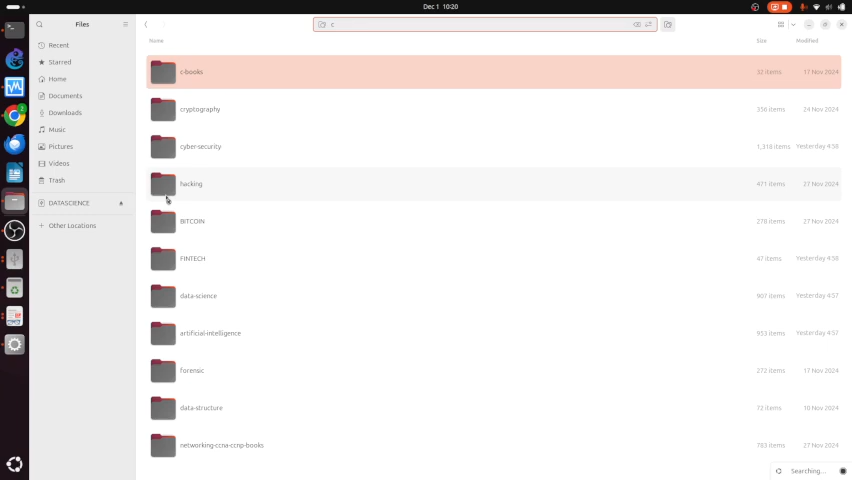 Dec 1 10:20
Files
c
Recent
Starred
Home
Documents
Downloads
Music
Pictures
Videos
Trash
DATASCIENCE
Other Locations
Name Size Modified
c-books 32 items 17 Nov 2024
cryptography 356 items 24 Nov 2024
cyber-security 1,318 items Yesterday 4:58
hacking 471 items 27 Nov 2024
BITCOIN 278 items 27 Nov 2024
FINTECH 47 items Yesterday 4:58
data-science 907 items Yesterday 4:57
artificial-intelligence 953 items Yesterday 4:57
forensic 272 items 17 Nov 2024
data-structure 72 items 10 Nov 2024
networking-ccna-ccnp-books 783 items 27 Nov 2024
Searching...
2